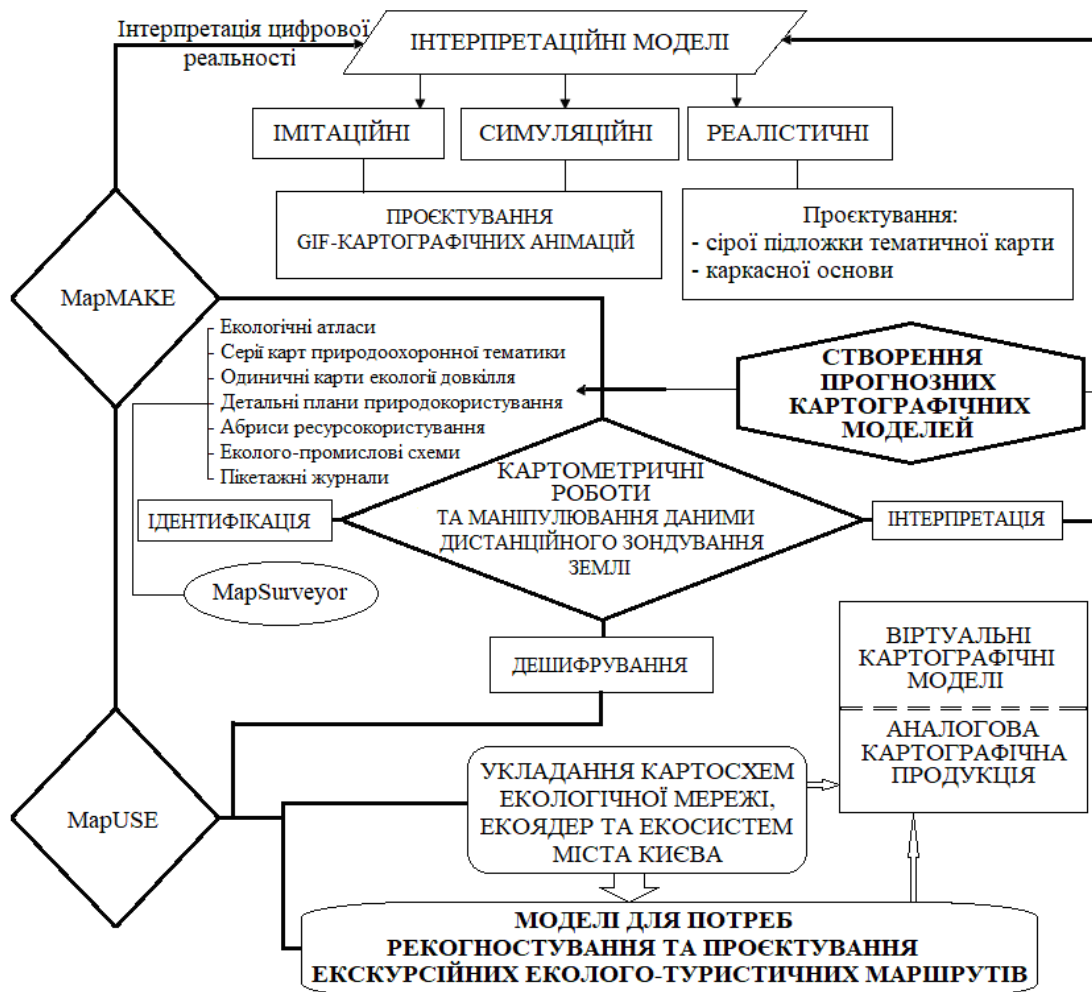 Інтерпретація цифрової
реальності
ІНТЕРПРЕТАЦІЙНІ МОДЕЛІ
ІМІТАЦІЙНІ
СИМУЛЯЦІЙНІ
РЕАЛІСТИЧНІ
ПРОЄКТУВАННЯ
GIF-КАРТОГРАФІЧНИХ АНІМАЦІЙ
Проєктування:
- сірої підложки тематичної карти
- каркасної основи
MapMAKE
Екологічні атласи
Серії карт природоохоронної тематики
Одиничні карти екології довкілля
Детальні плани природокористування
Абриси ресурсокористування
Еколого-промислові схеми
Пікетажні журнали
СТВОРЕННЯ
ПРОГНОЗНИХ
КАРТОГРАФІЧНИХ
МОДЕЛЕЙ
ІДЕНТИФІКАЦІЯ
КАРТОМЕТРИЧНІ
РОБОТИ
ТА МАНІПУЛЮВАННЯ ДАНИМИ
ДИСТАНЦІЙНОГО ЗОНДУВАННЯ
ЗЕМЛІ
ІНТЕРПРЕТАЦІЯ
MapSurveyor
ДЕШИФРУВАННЯ
ВІРТУАЛЬНІ
КАРТОГРАФІЧНІ
МОДЕЛІ
АНАЛОГОВА
КАРТОГРАФІЧНА
ПРОДУКЦІЯ
MapUSE
УКЛАДАННЯ КАРТОСХЕМ
ЕКОЛОГІЧНОЇ МЕРЕЖІ,
ЕКОЯДЕР ТА ЕКОСИСТЕМ
МІСТА КИЄВА
МОДЕЛІ ДЛЯ ПОТРЕБ
РЕКОГНОСТУВАННЯ ТА ПРОЄКТУВАННЯ
ЕКСКУРСІЙНИХ ЕКОЛОГО-ТУРИСТИЧНИХ МАРШРУТІВ